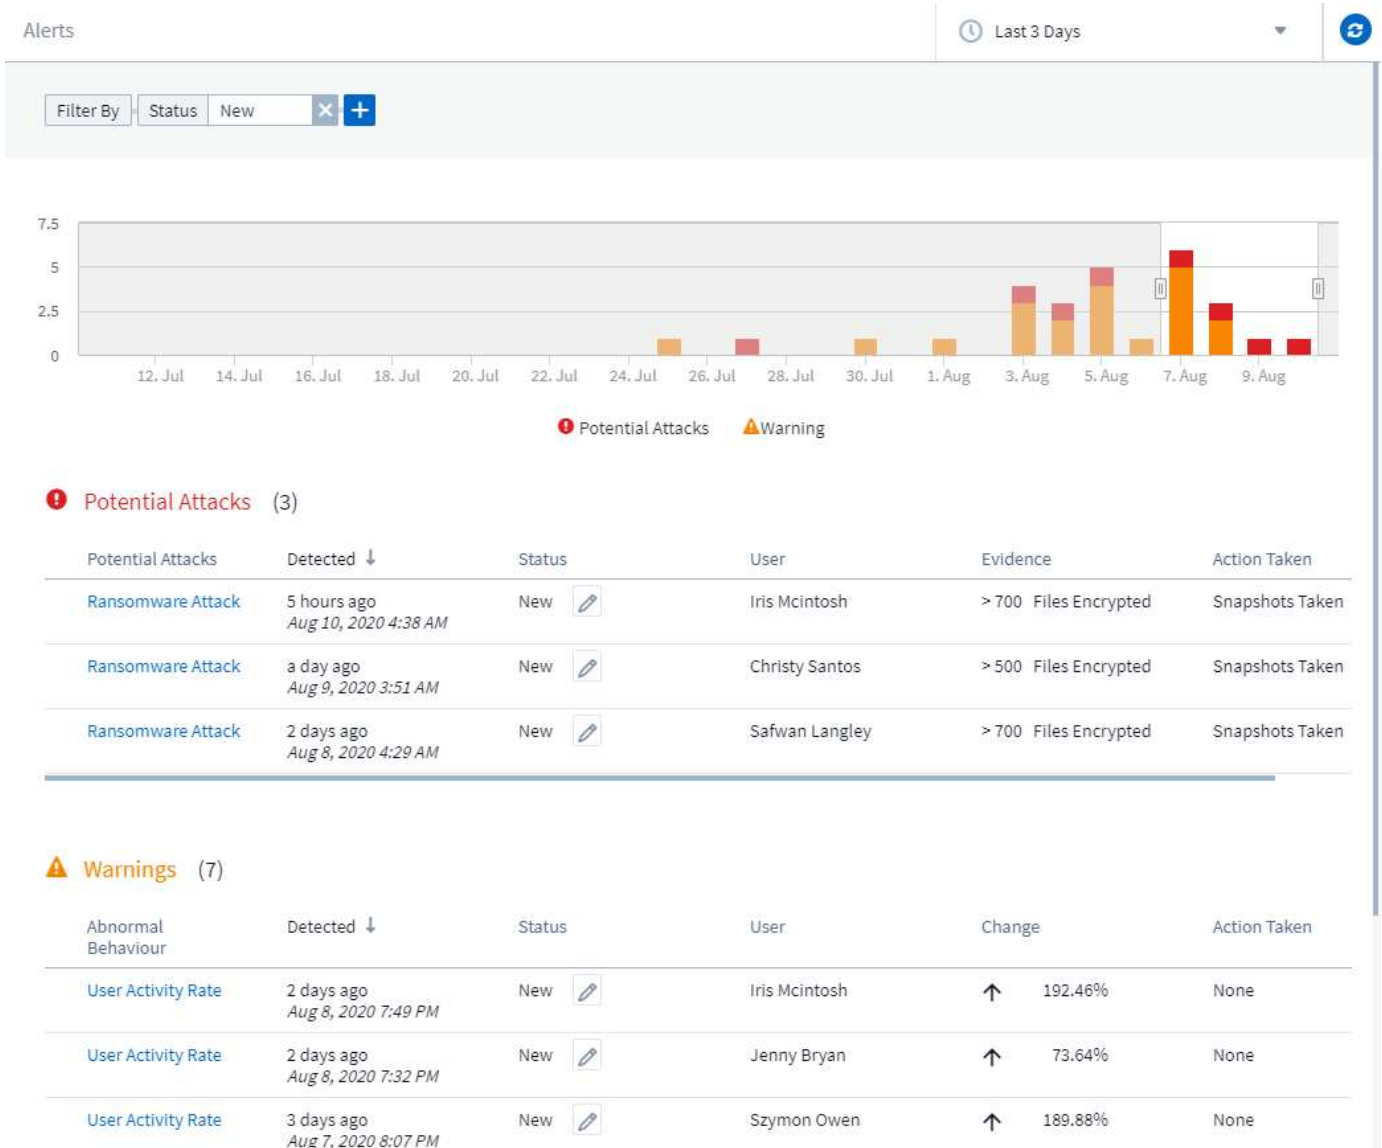 Alerts
Last 3 Days
Filter By Status New
7.5
5
2.5
0
12. Jul 14. Jul 16. Jul 18. Jul 20. Jul 22. Jul 24. Jul 26. Jul 28. Jul 30. Jul 1. Aug 3. Aug 5. Aug 7. Aug 9. Aug
Potential Attacks Warning
Potential Attacks (3)
Potential Attacks Detected Status User Evidence Action Taken
Ransomware Attack 5 hours ago New Iris Mcintosh > 700 Files Encrypted Snapshots Taken
Aug 10, 2020 4:38 AM
Ransomware Attack a day ago New Christy Santos > 500 Files Encrypted Snapshots Taken
Aug 9, 2020 3:51 AM
Ransomware Attack 2 days ago New Safwan Langley > 700 Files Encrypted Snapshots Taken
Aug 8, 2020 4:29 AM
Warnings (7)
Abnormal Detected Status User Change Action Taken
Behaviour
User Activity Rate 2 days ago New Iris Mcintosh 192.46% None
Aug 8, 2020 7:49 PM
User Activity Rate 2 days ago New Jenny Bryan 73.64% None
Aug 8, 2020 7:32 PM
User Activity Rate 3 days ago New Szymon Owen 189.88% None
Aug 7, 2020 8:07 PM